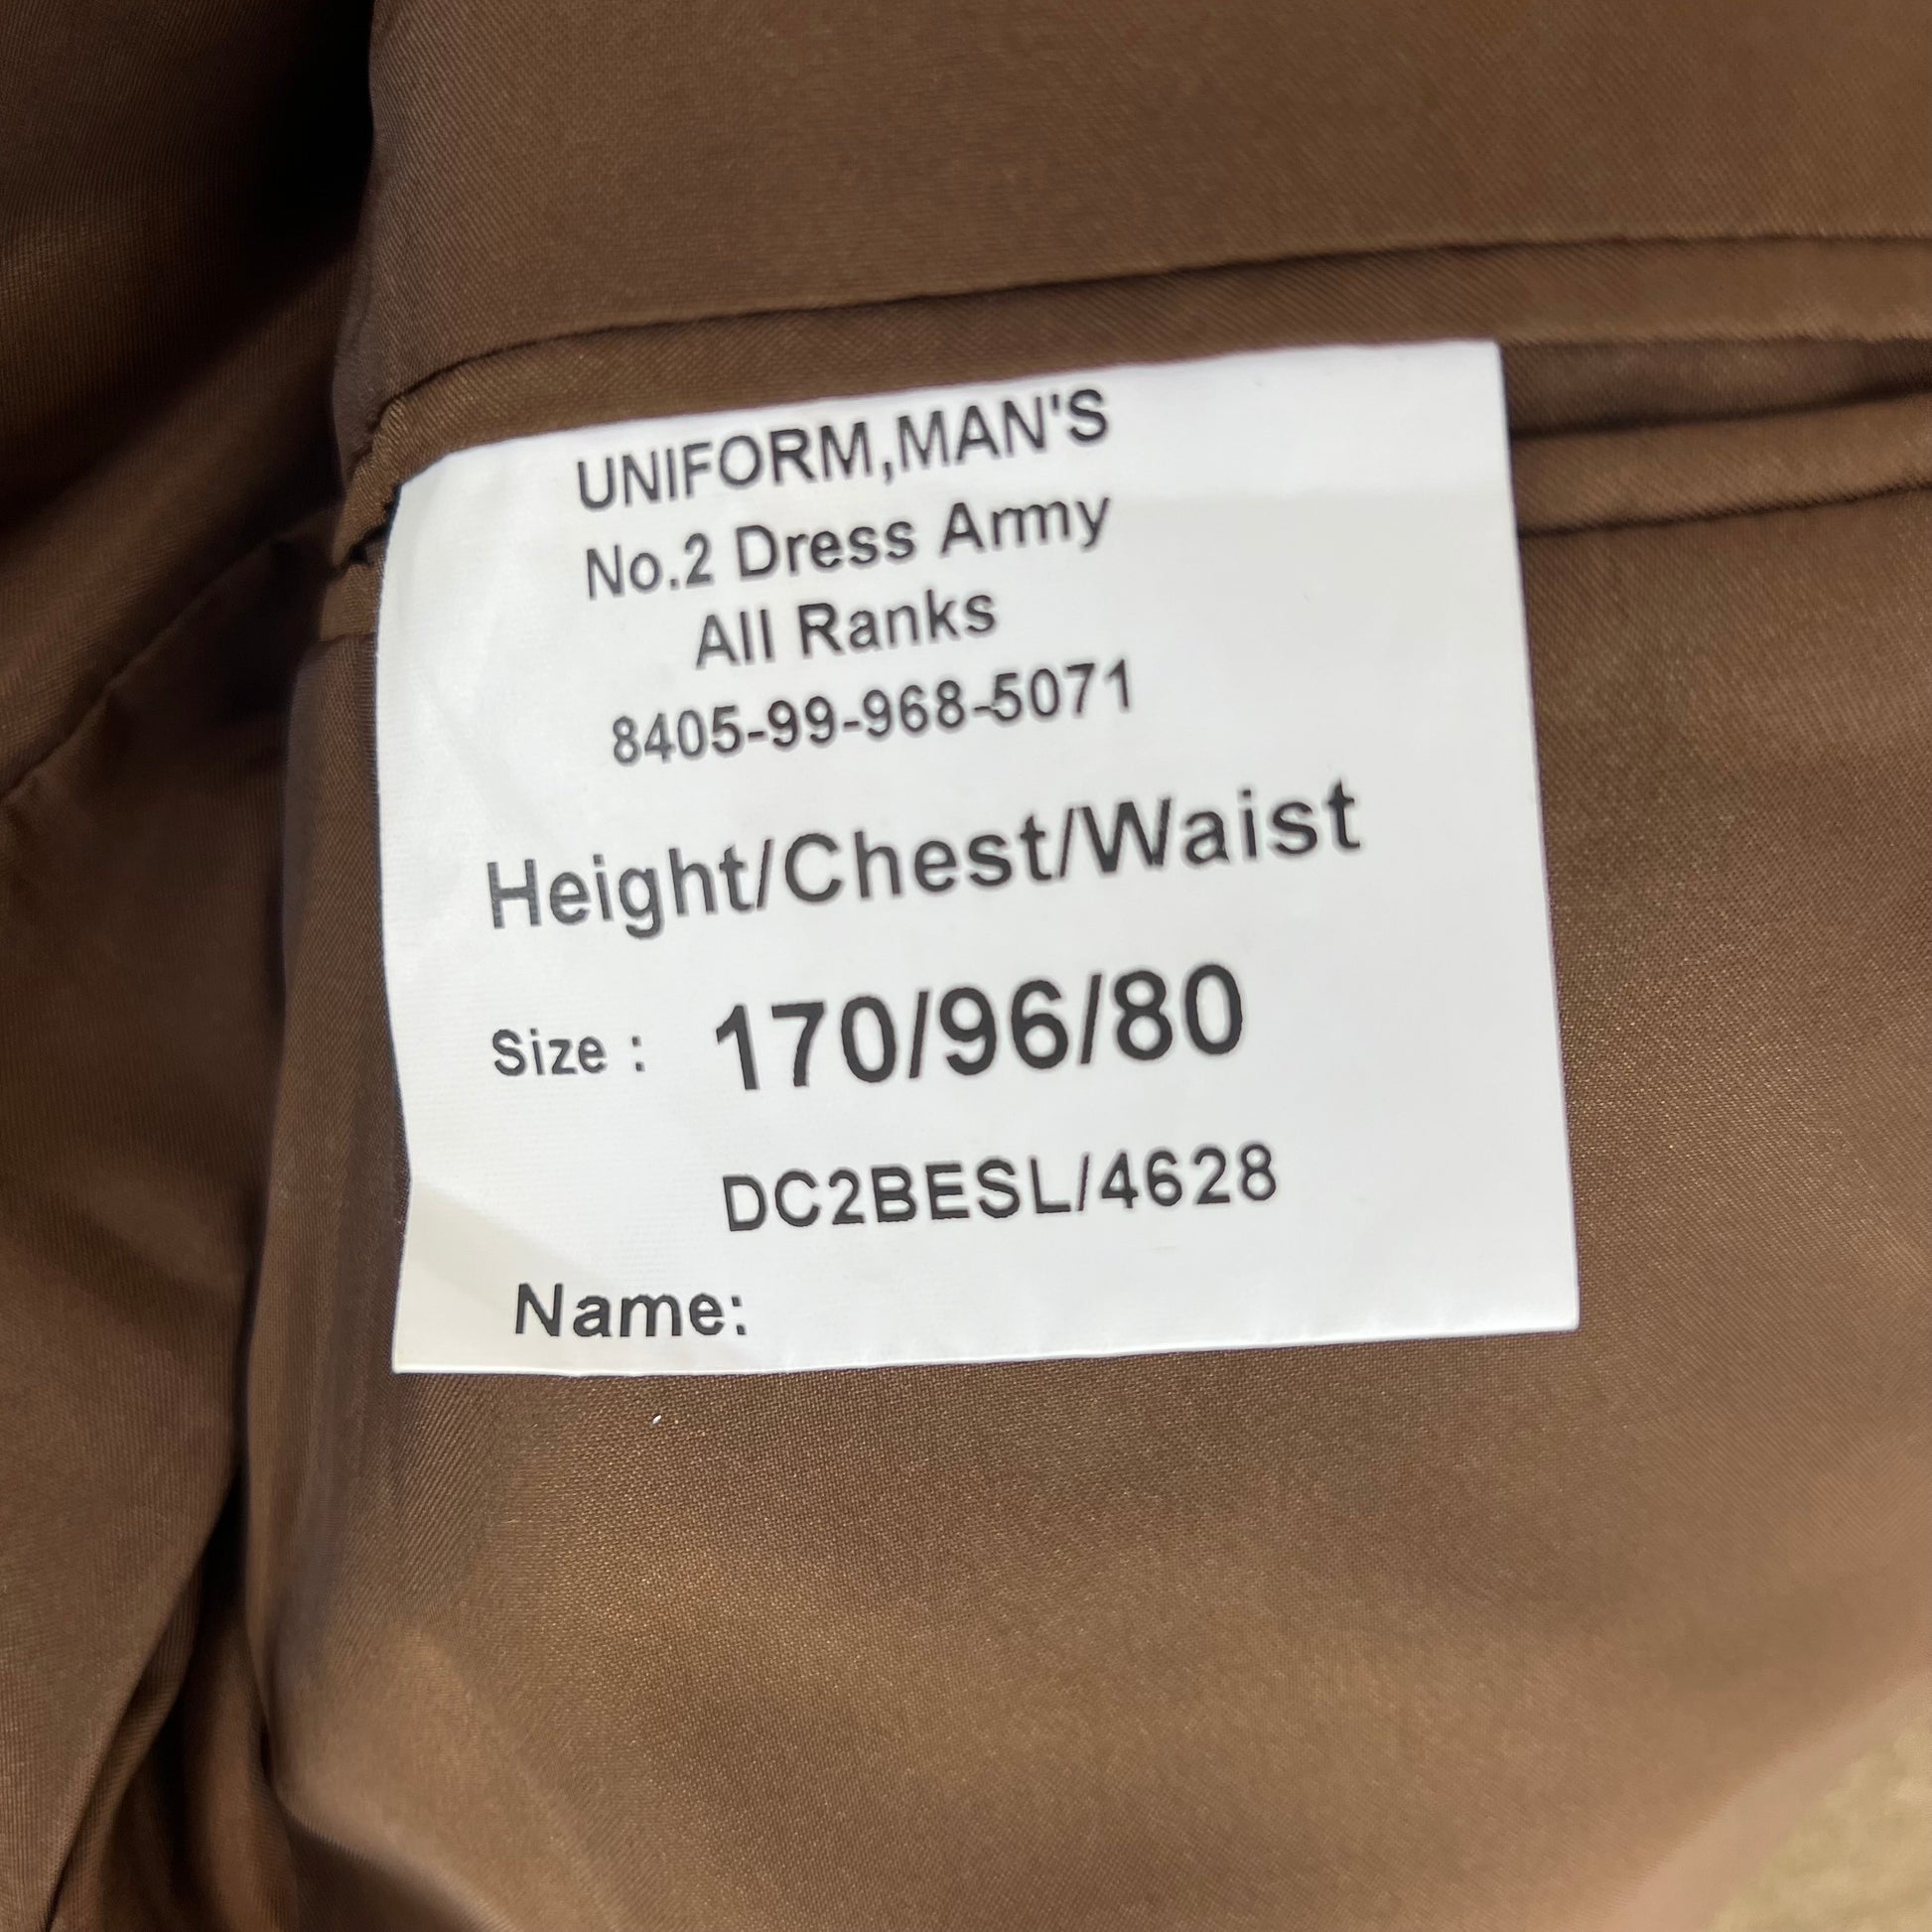 UNIFORM,MAN'S
No.2 Dress Army
All Ranks
8405-99-968-5071
Height/Chest/Waist
Size : 170/96/80
DC2BESL/4628
Name: